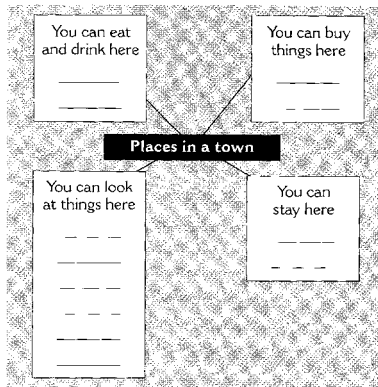 You can eat
and drink here
You can buy
things here
Places in a town
You can look
at things here
You can
stay here